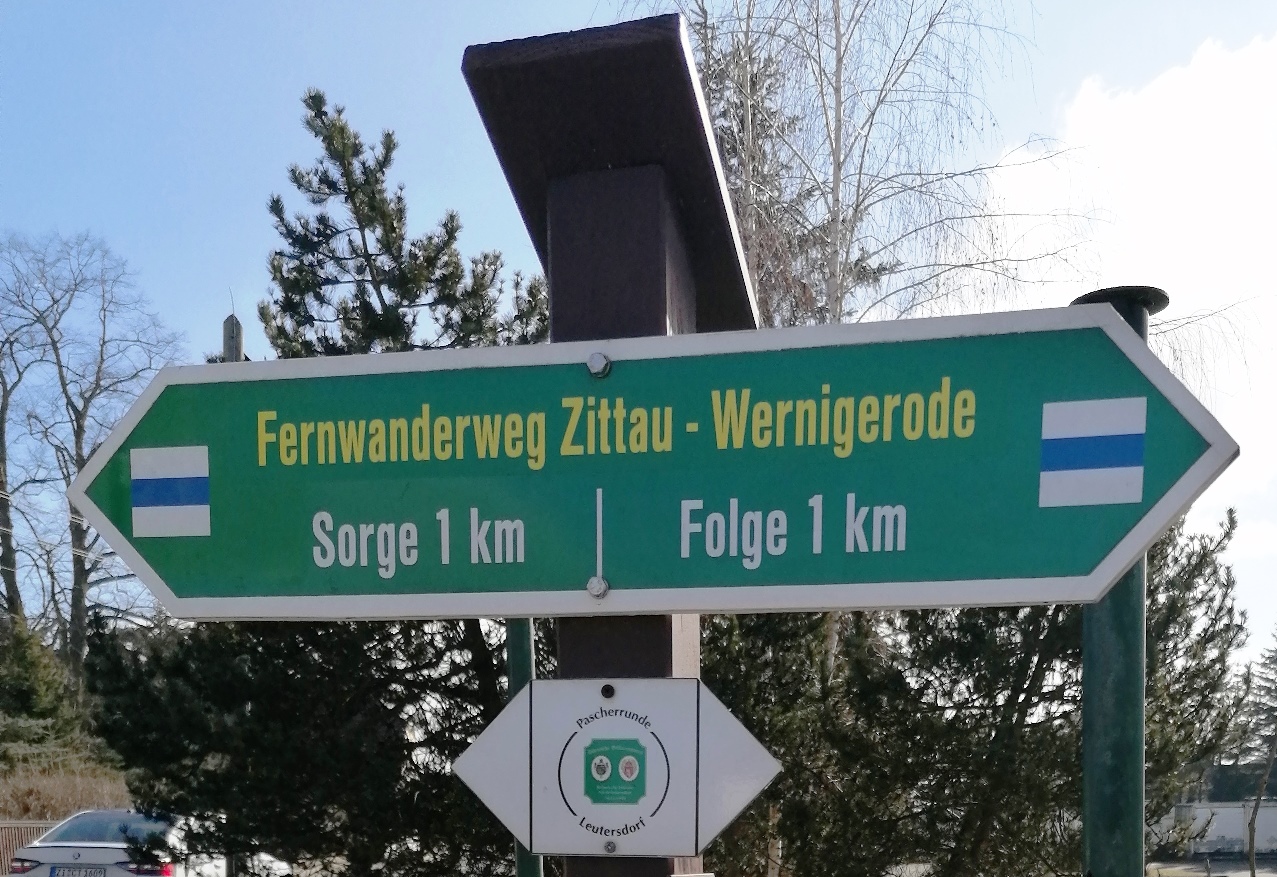 Fernwanderweg Zittau - Wernigerode
Sorge 1 km
Folge 1 km
Pascherrunde
Leutersdorf